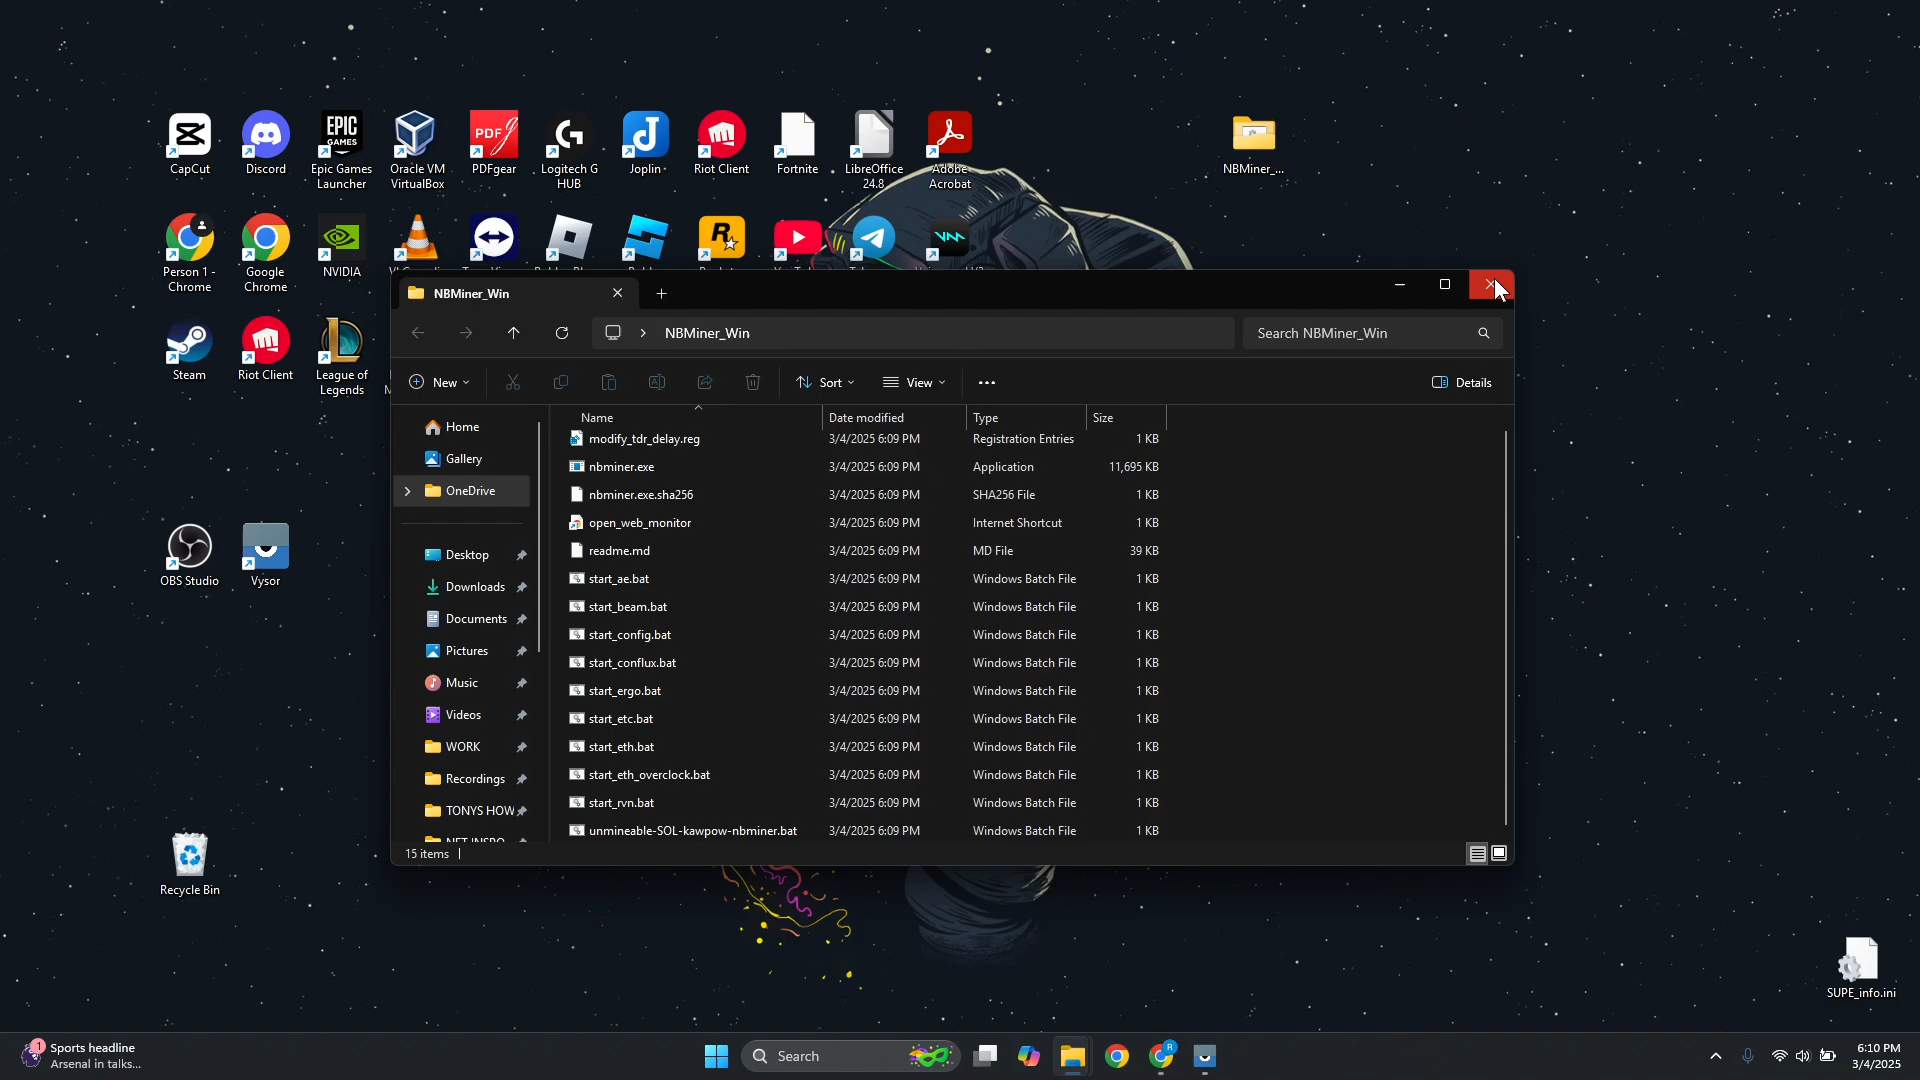 CapCut
Discord
Epic Games
Launcher
Oracle VM
VirtualBox
PDFgear
Logitech G
HUB
Joplin
Riot Client
Fortnite
LibreOffice
24.8
Adobe
Acrobat
NBMiner_...
Person 1 -
Chrome
Google
Chrome
NVIDIA
Steam
Riot Client
League of
Legends
OBS Studio
Vysor
Recycle Bin
SUPE_info.ini
NBMiner_Win
NBMiner_Win
Search NBMiner_Win
New
Sort
View
Details
Home
Gallery
OneDrive
Desktop
Downloads
Documents
Pictures
Music
Videos
WORK
Recordings
TONYS HOW
Name Date modified Type Size
modify_tdr_delay.reg 3/4/2025 6:09 PM Registration Entries 1 KB
nbminer.exe 3/4/2025 6:09 PM Application 11,695 KB
nbminer.exe.sha256 3/4/2025 6:09 PM SHA256 File 1 KB
open_web_monitor 3/4/2025 6:09 PM Internet Shortcut 1 KB
readme.md 3/4/2025 6:09 PM MD File 39 KB
start_ae.bat 3/4/2025 6:09 PM Windows Batch File 1 KB
start_beam.bat 3/4/2025 6:09 PM Windows Batch File 1 KB
start_config.bat 3/4/2025 6:09 PM Windows Batch File 1 KB
start_conflux.bat 3/4/2025 6:09 PM Windows Batch File 1 KB
start_ergo.bat 3/4/2025 6:09 PM Windows Batch File 1 KB
start_etc.bat 3/4/2025 6:09 PM Windows Batch File 1 KB
start_eth.bat 3/4/2025 6:09 PM Windows Batch File 1 KB
start_eth_overclock.bat 3/4/2025 6:09 PM Windows Batch File 1 KB
start_rvn.bat 3/4/2025 6:09 PM Windows Batch File 1 KB
unmineable-SOL-kawpow-nbminer.bat 3/4/2025 6:09 PM Windows Batch File 1 KB
15 items
1
Sports headline
Arsenal in talks...
Search
6:10 PM
3/4/2025